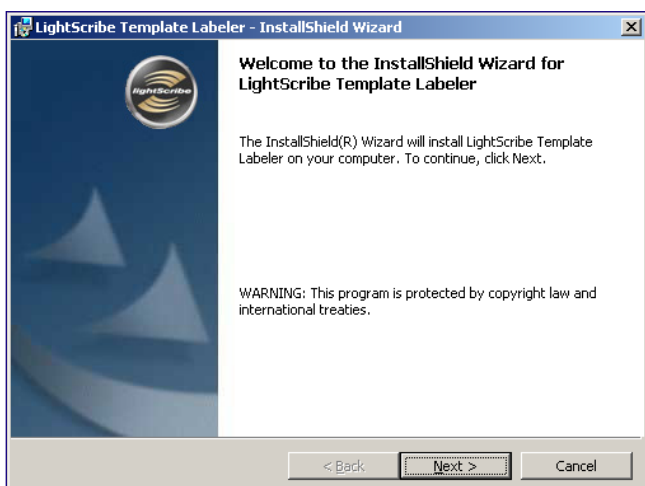 LightScribe Template Labeler - InstallShield Wizard
lightScribe
Welcome to the InstallShield Wizard for
LightScribe Template Labeler
The InstallShield(R) Wizard will install LightScribe Template
Labeler on your computer. To continue, click Next.
WARNING: This program is protected by copyright law and
international treaties.
< Back
Next >
Cancel